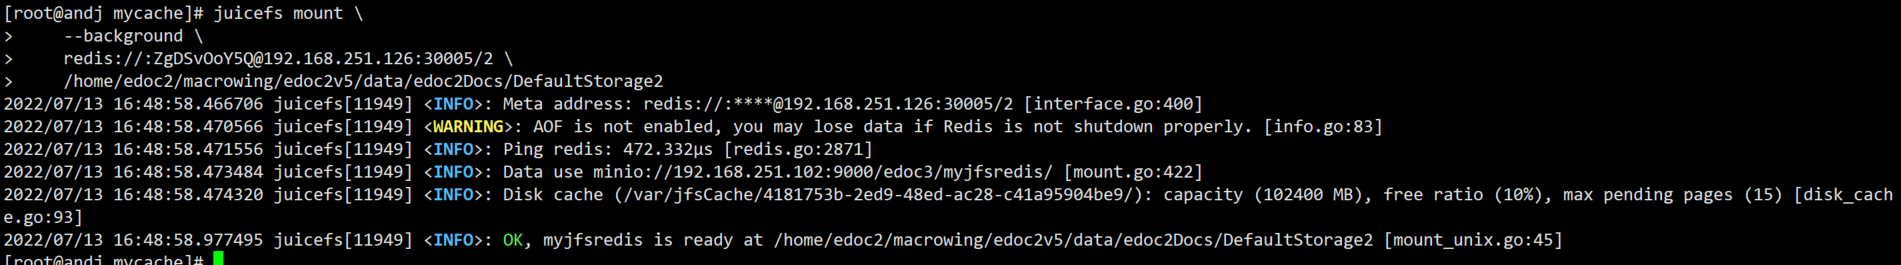 [root@andj mycache]# juicefs mount \
>     --background \
>     redis://:ZgDSvOoY5Q@192.168.251.126:30005/2 \
>     /home/edoc2/macrowing/edoc2v5/data/edoc2Docs/DefaultStorage2
2022/07/13 16:48:58.466706 juicefs[11949] <INFO>: Meta address: redis://:****@192.168.251.126:30005/2 [interface.go:400]
2022/07/13 16:48:58.470566 juicefs[11949] <WARNING>: AOF is not enabled, you may lose data if Redis is not shutdown properly. [info.go:83]
2022/07/13 16:48:58.471556 juicefs[11949] <INFO>: Ping redis: 472.332µs [redis.go:2871]
2022/07/13 16:48:58.473484 juicefs[11949] <INFO>: Data use minio://192.168.251.102:9000/edoc3/myjfsredis/ [mount.go:422]
2022/07/13 16:48:58.474320 juicefs[11949] <INFO>: Disk cache (/var/jfsCache/4181753b-2ed9-48ed-ac28-c41a95904be9/): capacity (102400 MB), free ratio (10%), max pending pages (15) [disk_cach
e.go:93]
2022/07/13 16:48:58.977495 juicefs[11949] <INFO>: OK, myjfsredis is ready at /home/edoc2/macrowing/edoc2v5/data/edoc2Docs/DefaultStorage2 [mount_unix.go:45]
[root@andj mycache]#